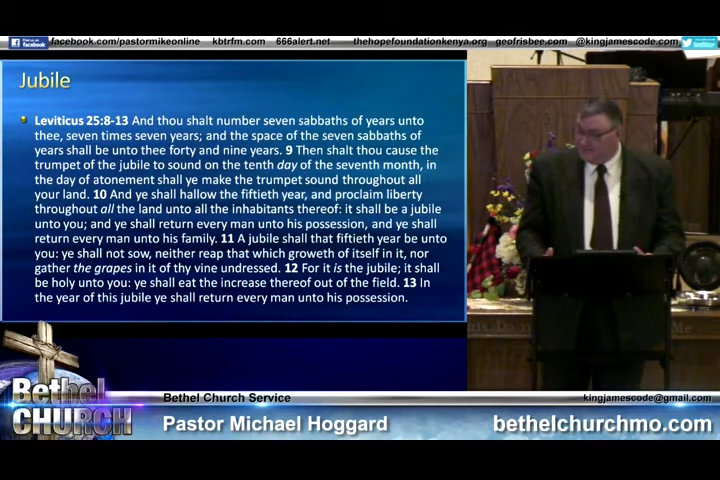 Find us on facebook facebook.com/pastormikeonline kbtrfm.com 666alert.net thehopefoundationkenya.org geofrisbee.com @kingjamescode.com twitter
Jubile
Leviticus 25:8-13 And thou shalt number seven sabbaths of years unto
thee, seven times seven years; and the space of the seven sabbaths of
years shall be unto thee forty and nine years. 9 Then shalt thou cause the
trumpet of the jubile to sound on the tenth day of the seventh month, in
the day of atonement shall ye make the trumpet sound throughout all
your land. 10 And ye shall hallow the fiftieth year, and proclaim liberty
throughout all the land unto all the inhabitants thereof: it shall be a jubile
unto you; and ye shall return every man unto his possession, and ye shall
return every man unto his family. 11 A jubile shall that fiftieth year be unto
you: ye shall not sow, neither reap that which groweth of itself in it, nor
gather the grapes in it of thy vine undressed. 12 For it is the jubile; it shall
be holy unto you: ye shall eat the increase thereof out of the field. 13 In
the year of this jubile ye shall return every man unto his possession.
This Do Me
Bethel
CHURCH
Bethel Church Service kingjamescode@gmail.com
Pastor Michael Hoggard bethelchurchmo.com